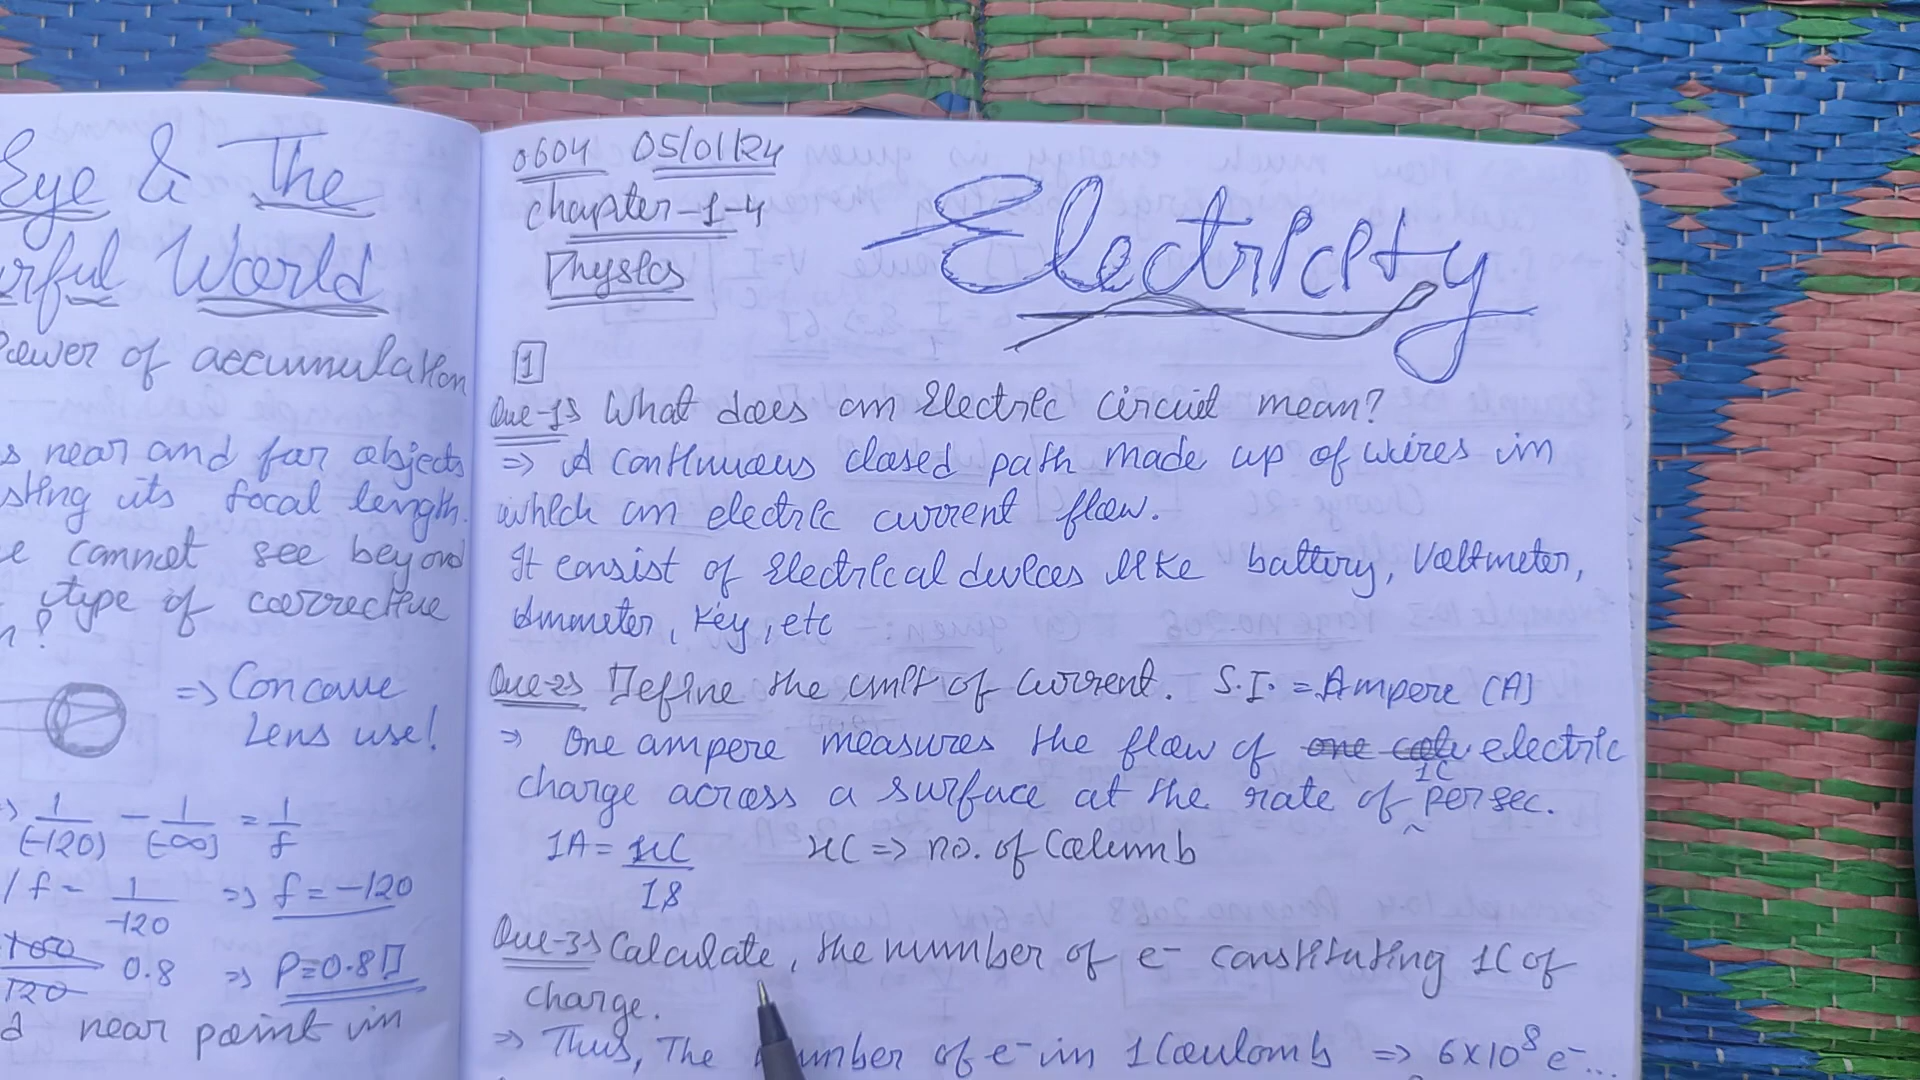 Eye & The
rful World
Power of accumulation
s near and far objects
sting its focal length.
e cannot see beyond
type of corrective
n?
=> Concave
Lens use!
=> 1/(-120) - 1/(-∞) = 1/f
/ f = 1/-120 => f = -120
100/120 0.8 => P=0.8D
d near point in
0604 05/01/24
Chapter-1-4
Physics
Electricity
1
Que-1> What does an Electric circuit mean?
=> A continuous closed path made up of wires in
which an electric current flow.
It consist of Electrical devices like battery, Voltmeter,
Ammeter, Key, etc
Que-2> Define the unit of Current. S.I. = Ampere (A)
=> One ampere measures the flow of one colu electric
charge across a surface at the rate of 1C per sec.
1A = xC/1s xC => no. of Coloumb
Que-3> Calculate, the number of e- constituting 1C of
charge.
=> Thus, The number of e- in 1 Coulomb => 6x10⁸ e-...